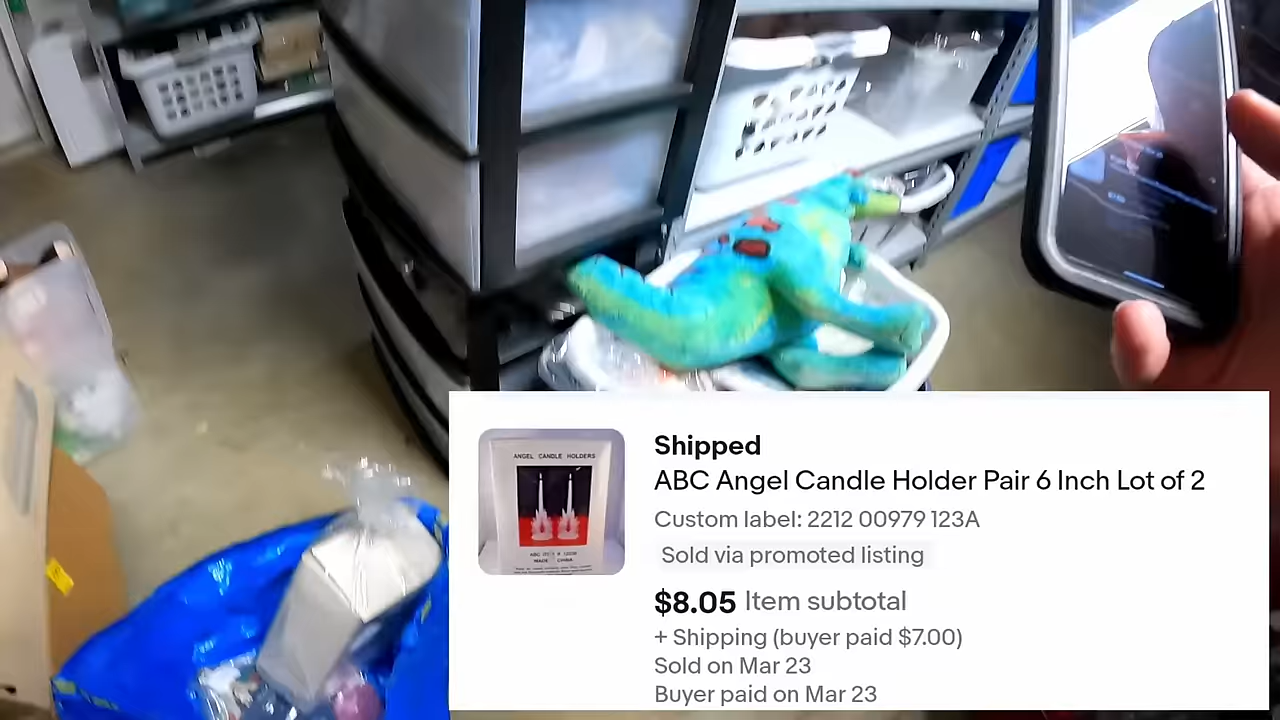 Shipped
ABC Angel Candle Holder Pair 6 Inch Lot of 2
Custom label: 2212 00979 123A
Sold via promoted listing
$8.05 Item subtotal
+ Shipping (buyer paid $7.00)
Sold on Mar 23
Buyer paid on Mar 23
ANGEL CANDLE HOLDERS
MADE CHINA